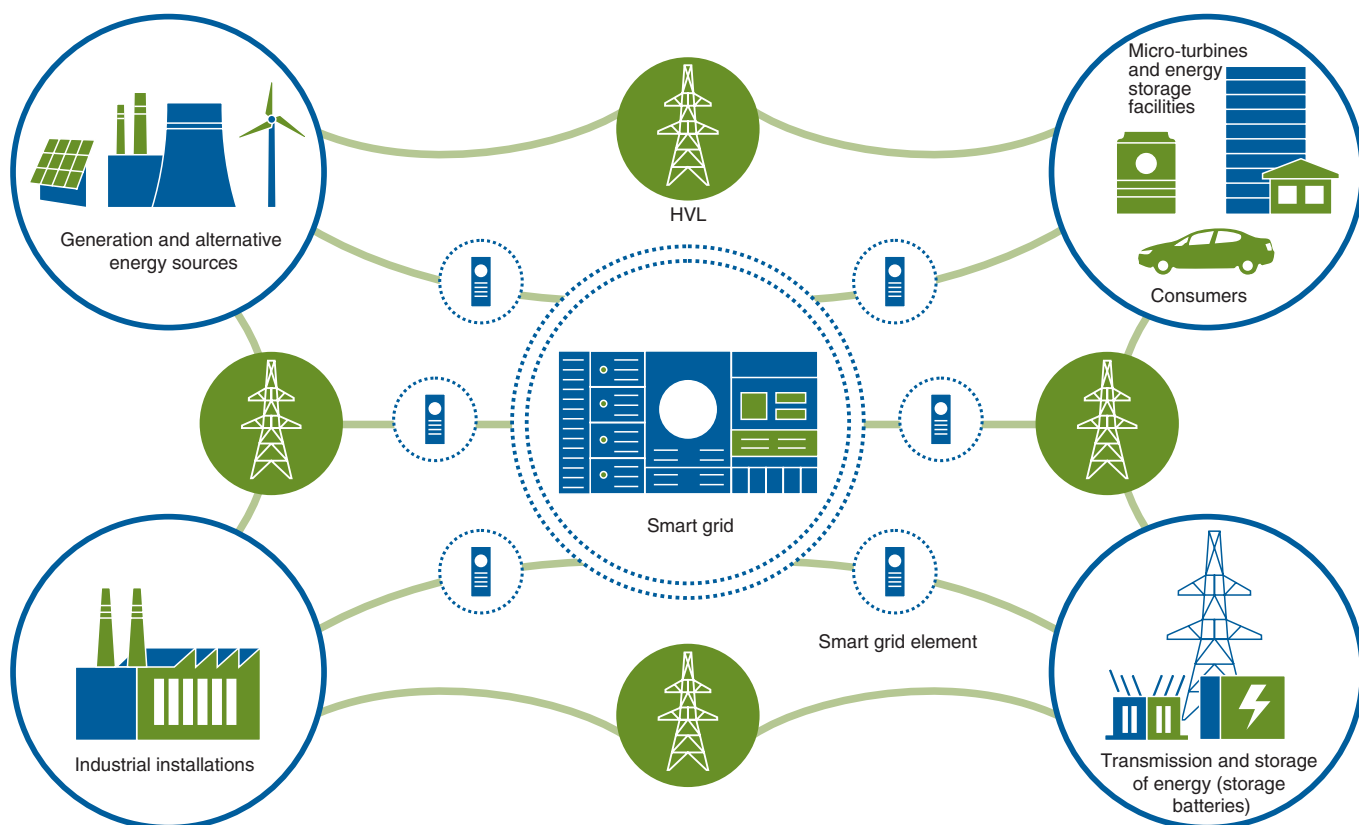 Micro-turbines
and energy
storage
facilities
HVL
Generation and alternative
energy sources
Consumers
Smart grid
Smart grid element
Industrial installations
Transmission and storage
of energy (storage
batteries)